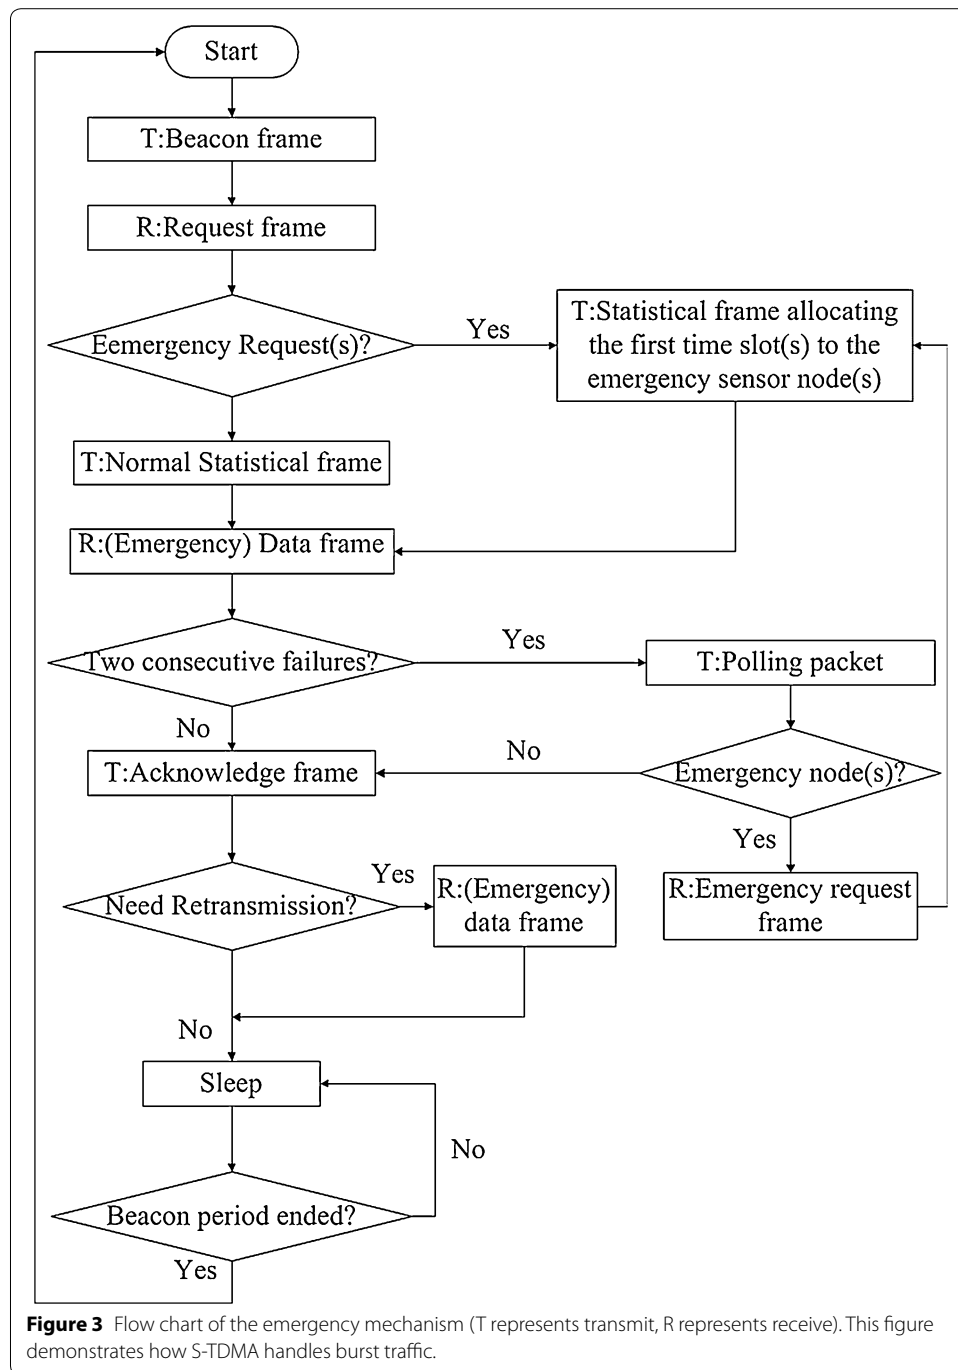 Start
T:Beacon frame
R:Request frame
Eemergency Request(s)?
Yes
T:Statistical frame allocating
the first time slot(s) to the
emergency sensor node(s)
T:Normal Statistical frame
R:(Emergency) Data frame
Two consecutive failures?
Yes
T:Polling packet
No
T:Acknowledge frame
No
Emergency node(s)?
Yes
R:Emergency request
frame
Need Retransmission?
Yes
R:(Emergency)
data frame
No
Sleep
No
Beacon period ended?
Yes
Figure 3 Flow chart of the emergency mechanism (T represents transmit, R represents receive). This figure
demonstrates how S-TDMA handles burst traffic.